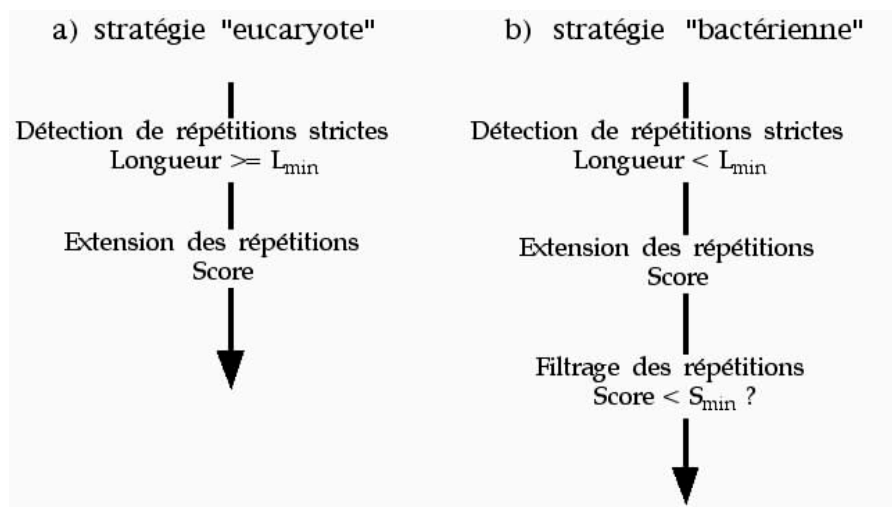 a) stratégie "eucaryote"
Détection de répétitions strictes
Longueur >= Lmin
Extension des répétitions
Score
b) stratégie "bactérienne"
Détection de répétitions strictes
Longueur < Lmin
Extension des répétitions
Score
Filtrage des répétitions
Score < Smin ?